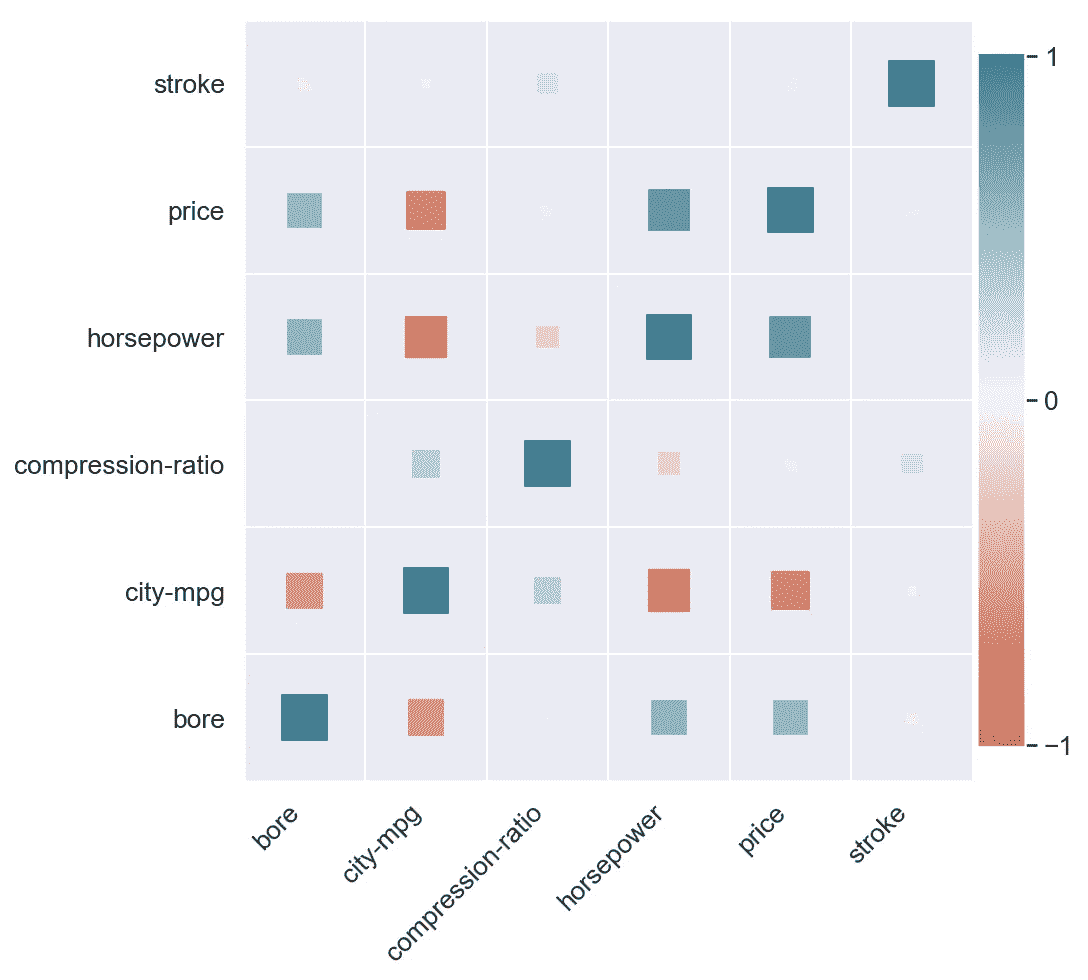 stroke
price
horsepower
compression-ratio
city-mpg
bore
1
0
−1
bore
city-mpg
compression-ratio
horsepower
price
stroke